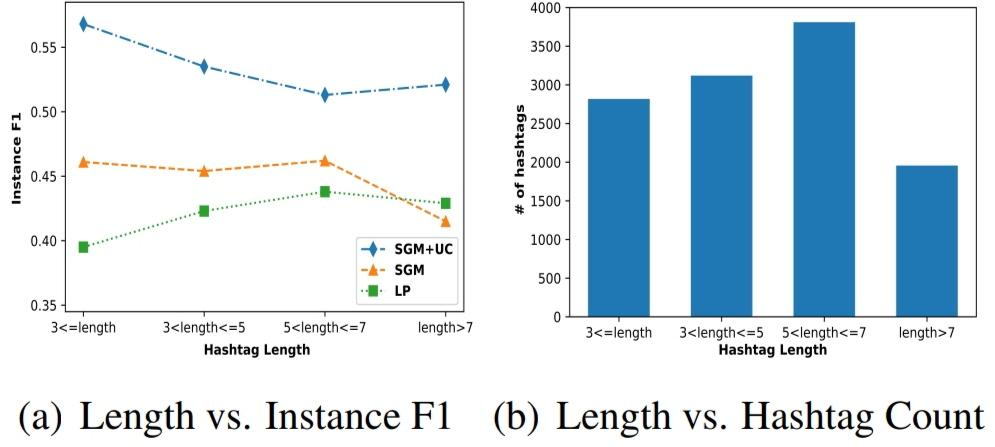 0.55
0.50
0.45
0.40
0.35
Instance F1
SGM+UC
SGM
LP
3<=length 3<length<=5 5<length<=7 length>7
Hashtag Length
4000
3500
3000
2500
2000
1500
1000
500
0
# of hashtags
3<=length 3<length<=5 5<length<=7 length>7
Hashtag Length
(a) Length vs. Instance F1
(b) Length vs. Hashtag Count